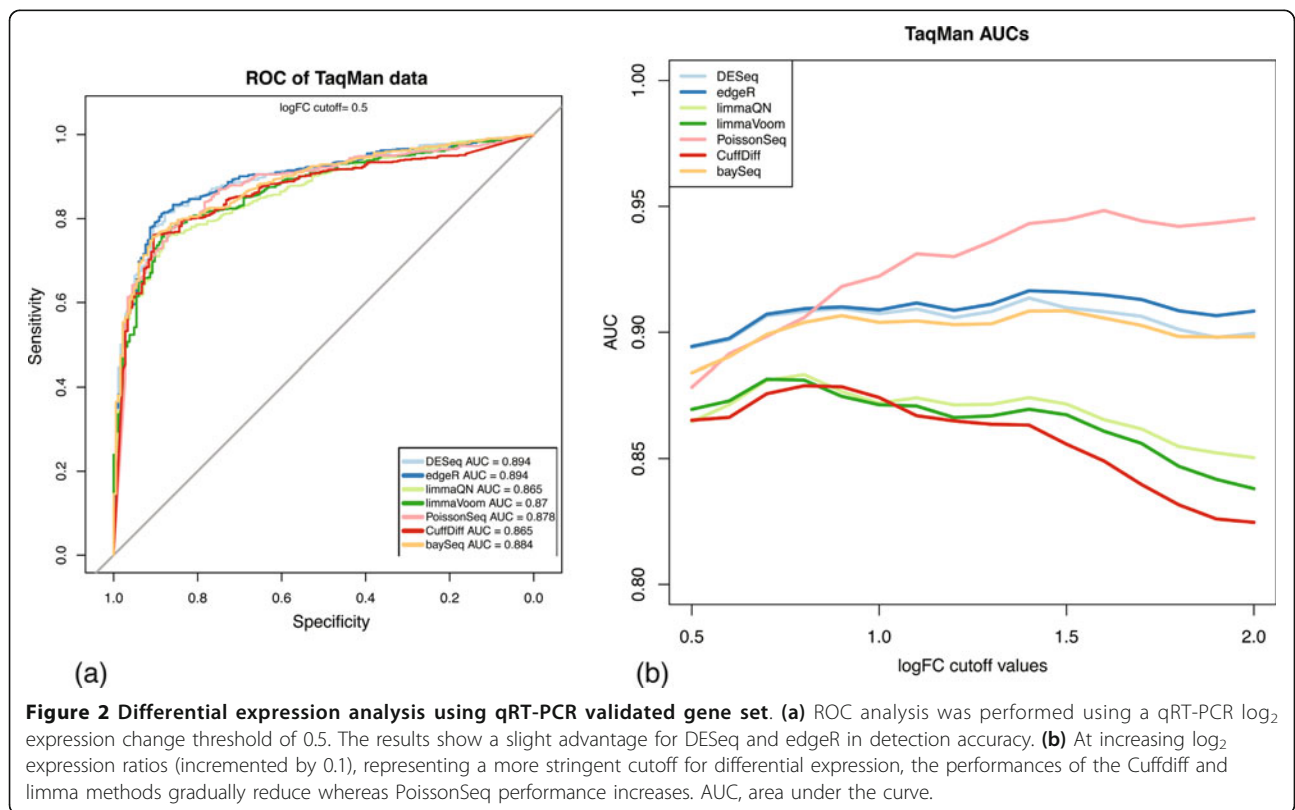 ROC of TaqMan data
logFC cutoff= 0.5
Sensitivity
1.0
0.8
0.6
0.4
0.2
0.0
DESeq AUC = 0.894
edgeR AUC = 0.894
limmaQN AUC = 0.865
limmaVoom AUC = 0.87
PoissonSeq AUC = 0.878
CuffDiff AUC = 0.865
baySeq AUC = 0.884
1.0 0.8 0.6 0.4 0.2 0.0
Specificity
(a)
TaqMan AUCs
DESeq
edgeR
limmaQN
limmaVoom
PoissonSeq
CuffDiff
baySeq
AUC
1.00
0.95
0.90
0.85
0.80
0.5 1.0 1.5 2.0
logFC cutoff values
(b)
Figure 2 Differential expression analysis using qRT-PCR validated gene set. (a) ROC analysis was performed using a qRT-PCR log₂
expression change threshold of 0.5. The results show a slight advantage for DESeq and edgeR in detection accuracy. (b) At increasing log₂
expression ratios (incremented by 0.1), representing a more stringent cutoff for differential expression, the performances of the Cuffdiff and
limma methods gradually reduce whereas PoissonSeq performance increases. AUC, area under the curve.